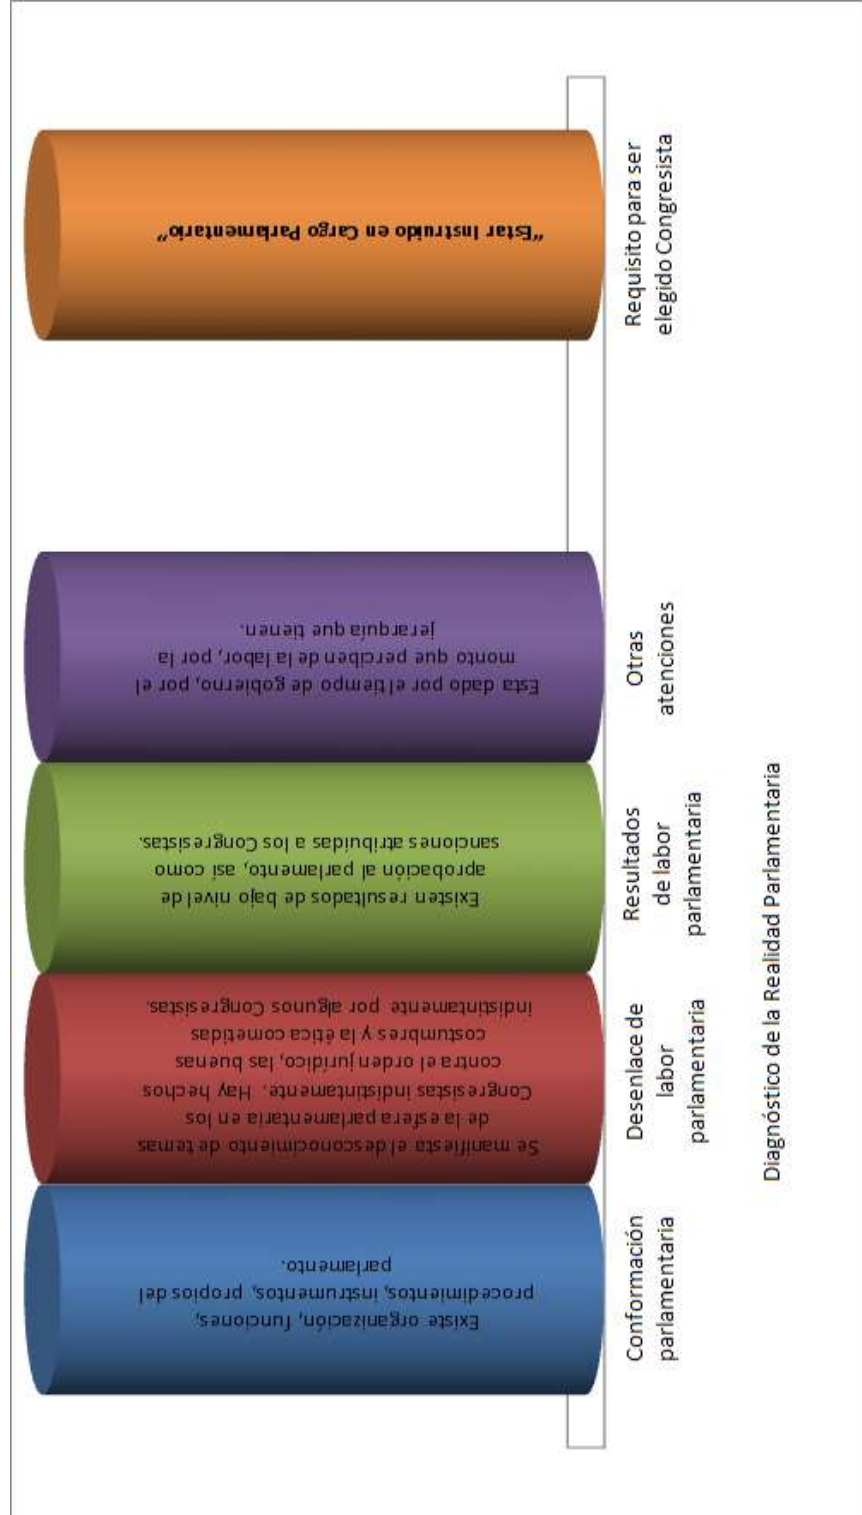 Existe organización, funciones,
procedimientos, instrumentos, propios del
parlamento.
Se manifiesta el desconocimiento de temas
de la esfera parlamentaria en los
Congresistas indistintamente. Hay hechos
contra el orden jurídico, las buenas
costumbres y la ética cometidas
indistintamente por algunos Congresistas.
Existen resultados de bajo nivel de
aprobación al parlamento, así como
sanciones atribuidas a los Congresistas.
Esta dado por el tiempo de gobierno, por el
monto que perciben de la labor, por la
jerarquía que tienen.
“Estar Instruido en Cargo Parlamentario”
Conformación
parlamentaria
Desenlace de
labor
parlamentaria
Resultados
de labor
parlamentaria
Otras
atenciones
Requisito para ser
elegido Congresista
Diagnóstico de la Realidad Parlamentaria